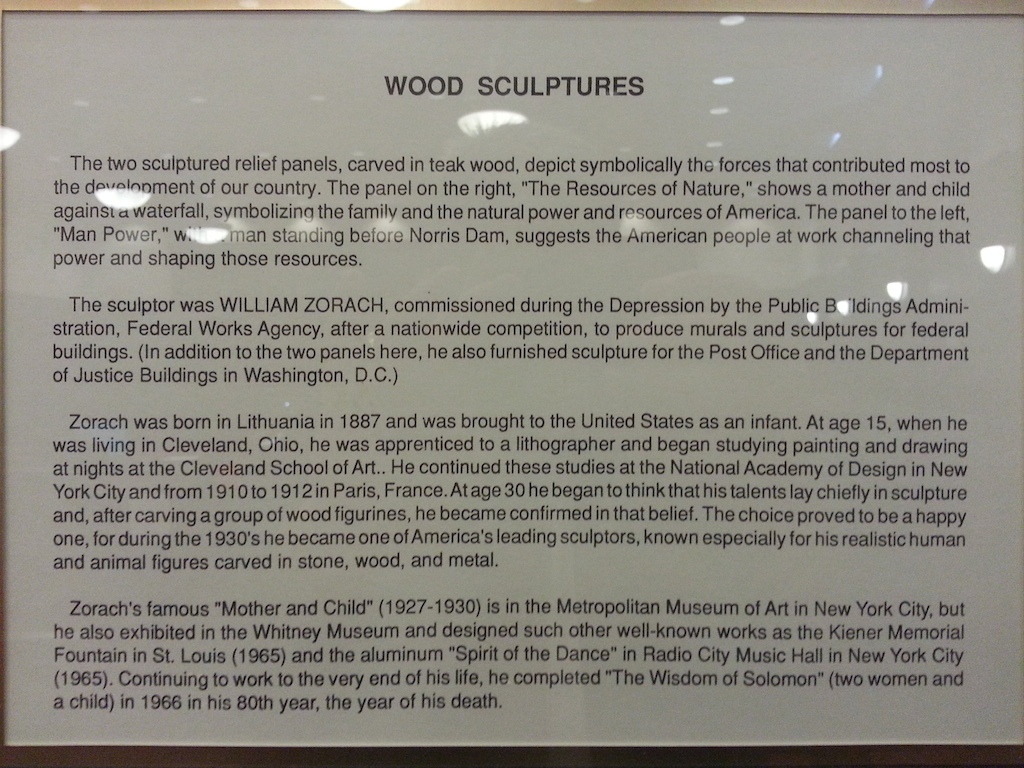 WOOD SCULPTURES
The two sculptured relief panels, carved in teak wood, depict symbolically the forces that contributed most to
the development of our country. The panel on the right, "The Resources of Nature," shows a mother and child
against a waterfall, symbolizing the family and the natural power and resources of America. The panel to the left,
"Man Power," man standing before Norris Dam, suggests the American people at work channeling that
power and shaping those resources.
The sculptor was WILLIAM ZORACH, commissioned during the Depression by the Public Buildings Admini-
stration, Federal Works Agency, after a nationwide competition, to produce murals and sculptures for federal
buildings. (In addition to the two panels here, he also furnished sculpture for the Post Office and the Department
of Justice Buildings in Washington, D.C.)
Zorach was born in Lithuania in 1887 and was brought to the United States as an infant. At age 15, when he
was living in Cleveland, Ohio, he was apprenticed to a lithographer and began studying painting and drawing
at nights at the Cleveland School of Art.. He continued these studies at the National Academy of Design in New
York City and from 1910 to 1912 in Paris, France. At age 30 he began to think that his talents lay chiefly in sculpture
and, after carving a group of wood figurines, he became confirmed in that belief. The choice proved to be a happy
one, for during the 1930's he became one of America's leading sculptors, known especially for his realistic human
and animal figures carved in stone, wood, and metal.
Zorach's famous "Mother and Child" (1927-1930) is in the Metropolitan Museum of Art in New York City, but
he also exhibited in the Whitney Museum and designed such other well-known works as the Kiener Memorial
Fountain in St. Louis (1965) and the aluminum "Spirit of the Dance" in Radio City Music Hall in New York City
(1965). Continuing to work to the very end of his life, he completed "The Wisdom of Solomon" (two women and
a child) in 1966 in his 80th year, the year of his death.